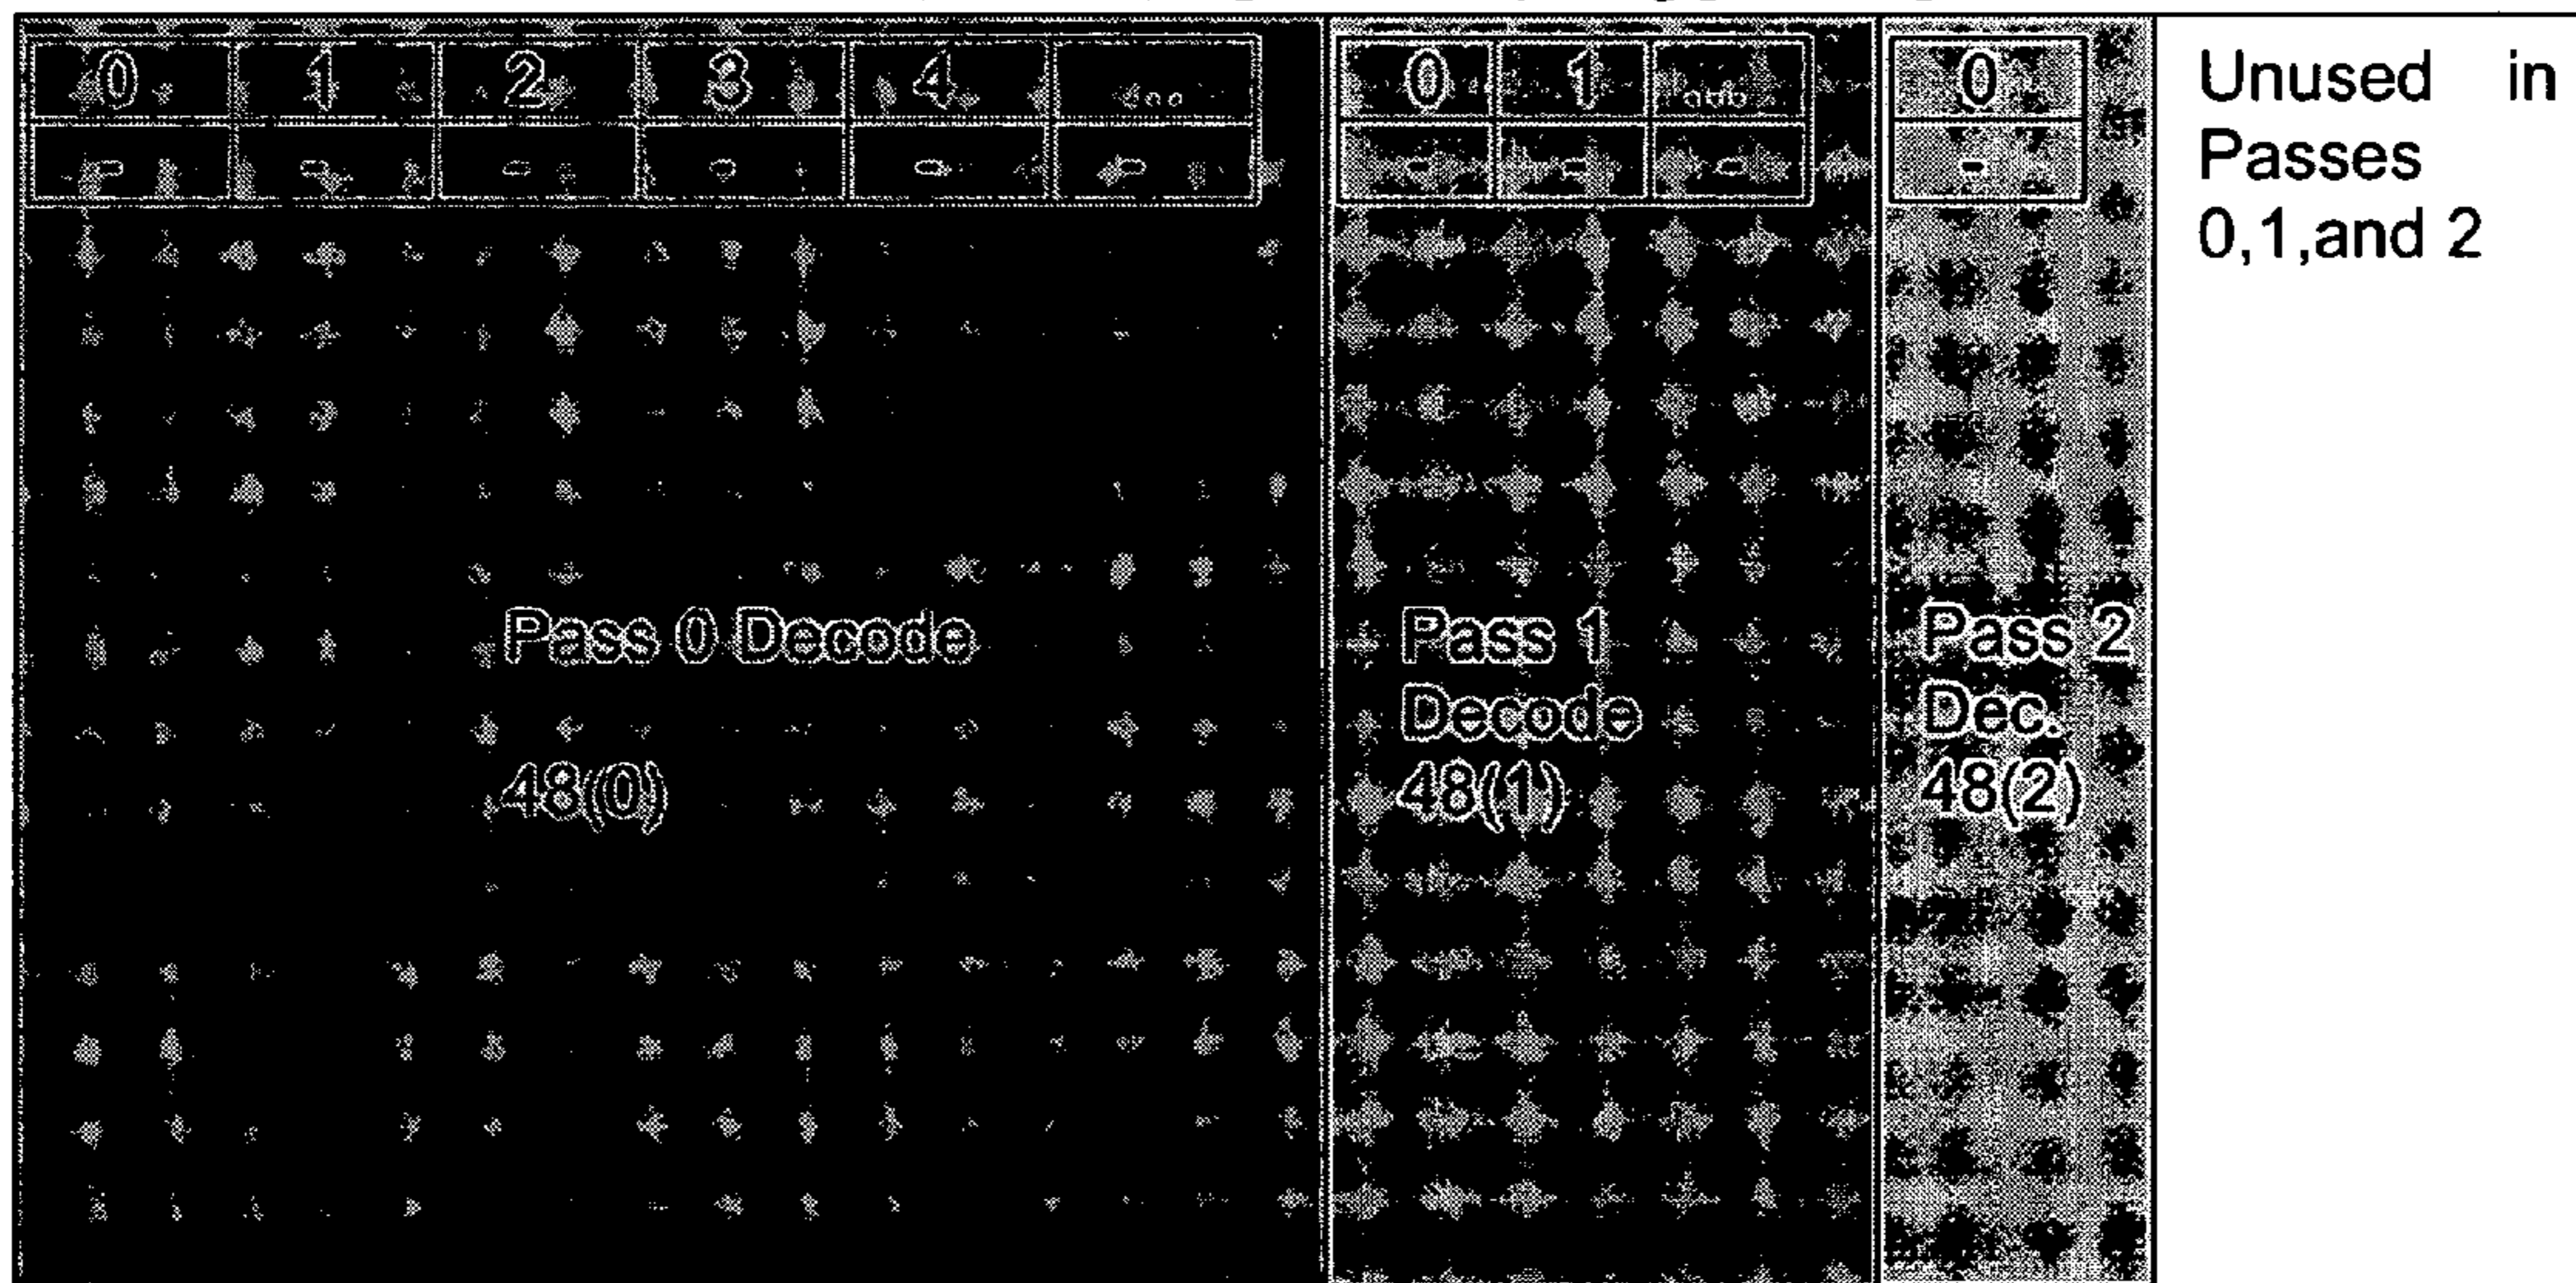 0 1 2 3 4 ...
- - - - - -
0 1 ...
- - -
0
-
Unused in
Passes
0,1,and 2
Pass 0 Decode
48(0)
Pass 1
Decode
48(1)
Pass 2
Dec.
48(2)